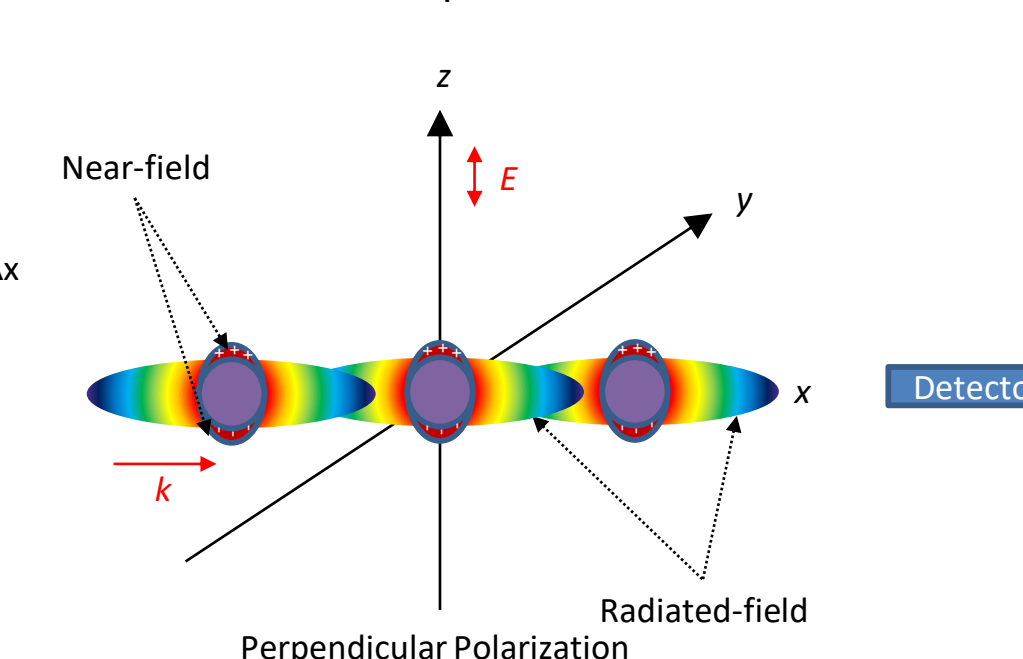 z
E
Near-field
y
x
Detecto
k
Radiated-field
Perpendicular Polarization